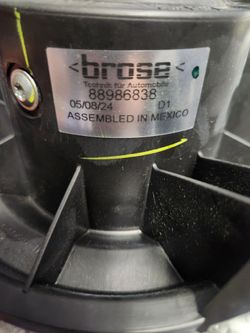 <brose>
Technik für Automobile
88986838
05/08/24 D1
ASSEMBLED IN MEXICO